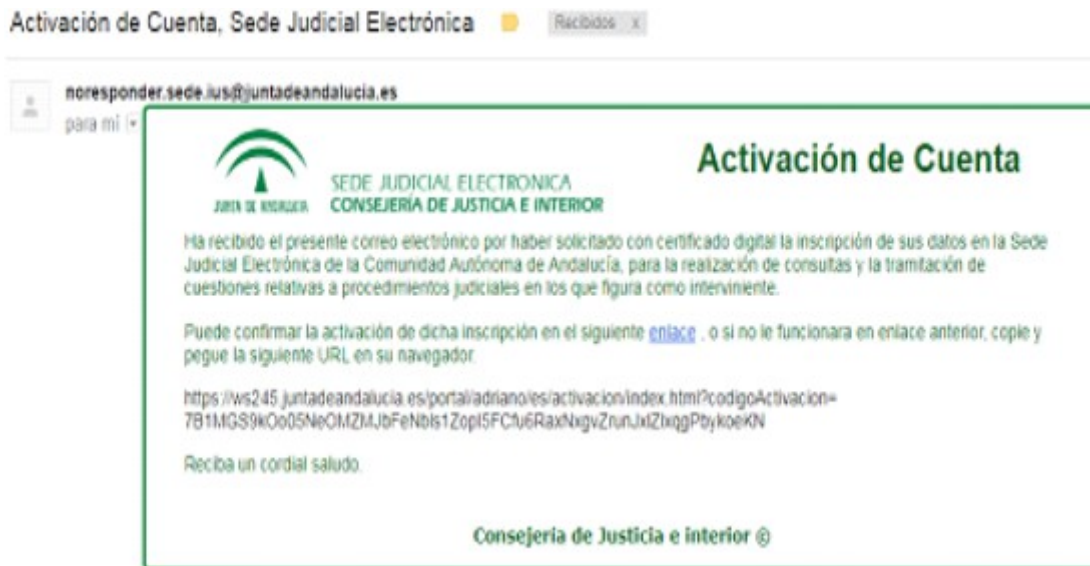 Activación de Cuenta, Sede Judicial Electrónica Recibidos x
noresponder.sede.ius@juntadeandalucia.es
para mí
JUNTA DE ANDALUCIA
SEDE JUDICIAL ELECTRONICA
CONSEJERÍA DE JUSTICIA E INTERIOR
Activación de Cuenta
Ha recibido el presente correo electrónico por haber solicitado con certificado digital la inscripción de sus datos en la Sede
Judicial Electrónica de la Comunidad Autónoma de Andalucía, para la realización de consultas y la tramitación de
cuestiones relativas a procedimientos judiciales en los que figura como interviniente.
Puede confirmar la activación de dicha inscripción en el siguiente enlace , o si no le funcionara en enlace anterior, copie y
pegue la siguiente URL en su navegador.
https://ws245.juntadeandalucia.es/portal/adriano/es/activacion/index.html?codigoActivacion=
Reciba un cordial saludo.
Consejería de Justicia e interior ©